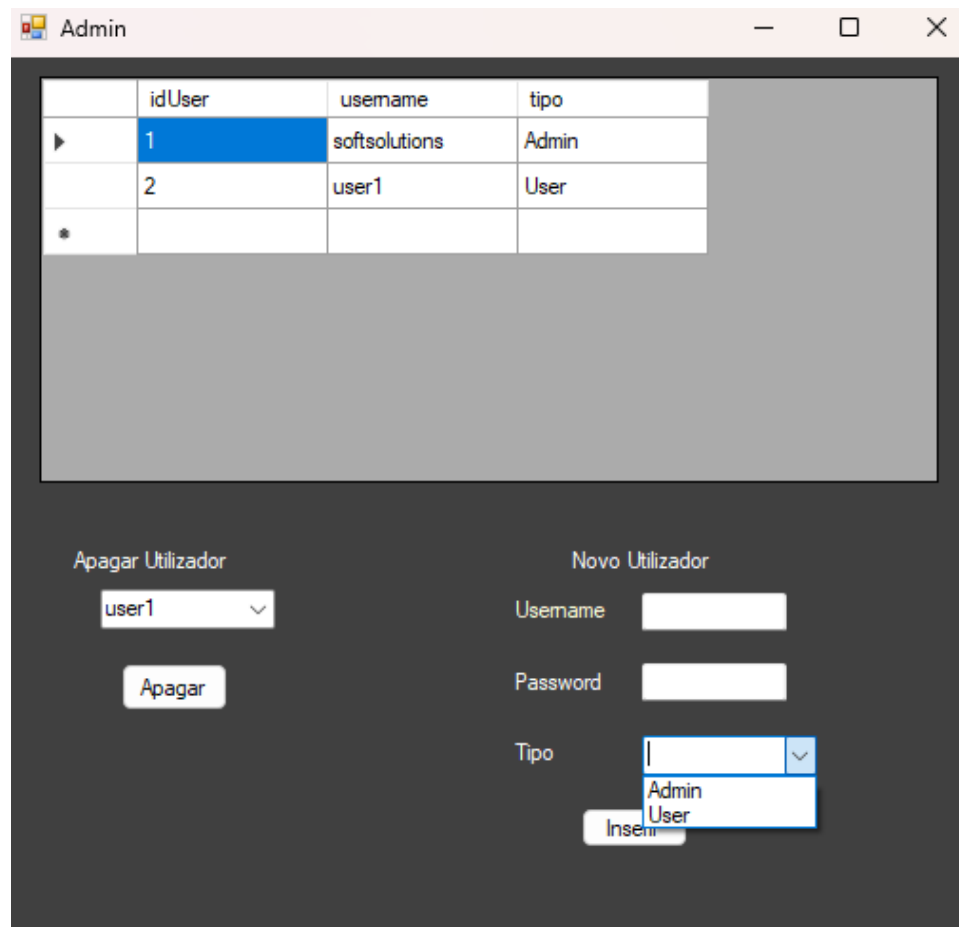 Admin
idUser username tipo
1 softsolutions Admin
2 user1 User
Apagar Utilizador
user1
Apagar
Novo Utilizador
Username
Password
Tipo
Admin
User